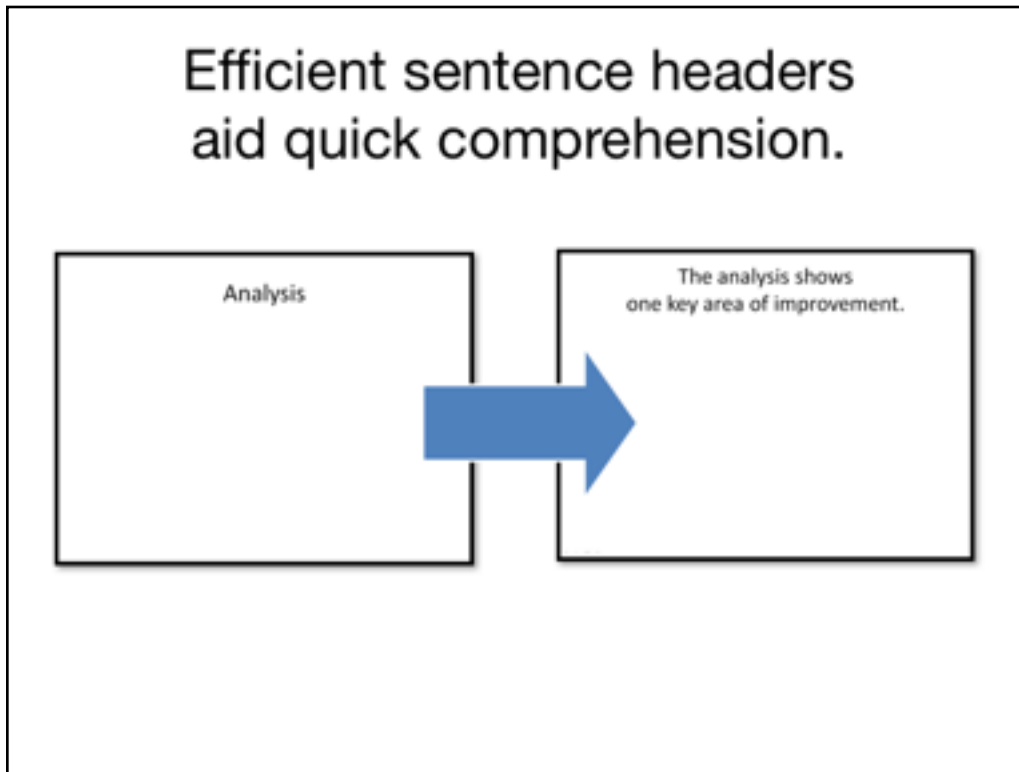 Efficient sentence headers
aid quick comprehension.
Analysis
The analysis shows
one key area of improvement.